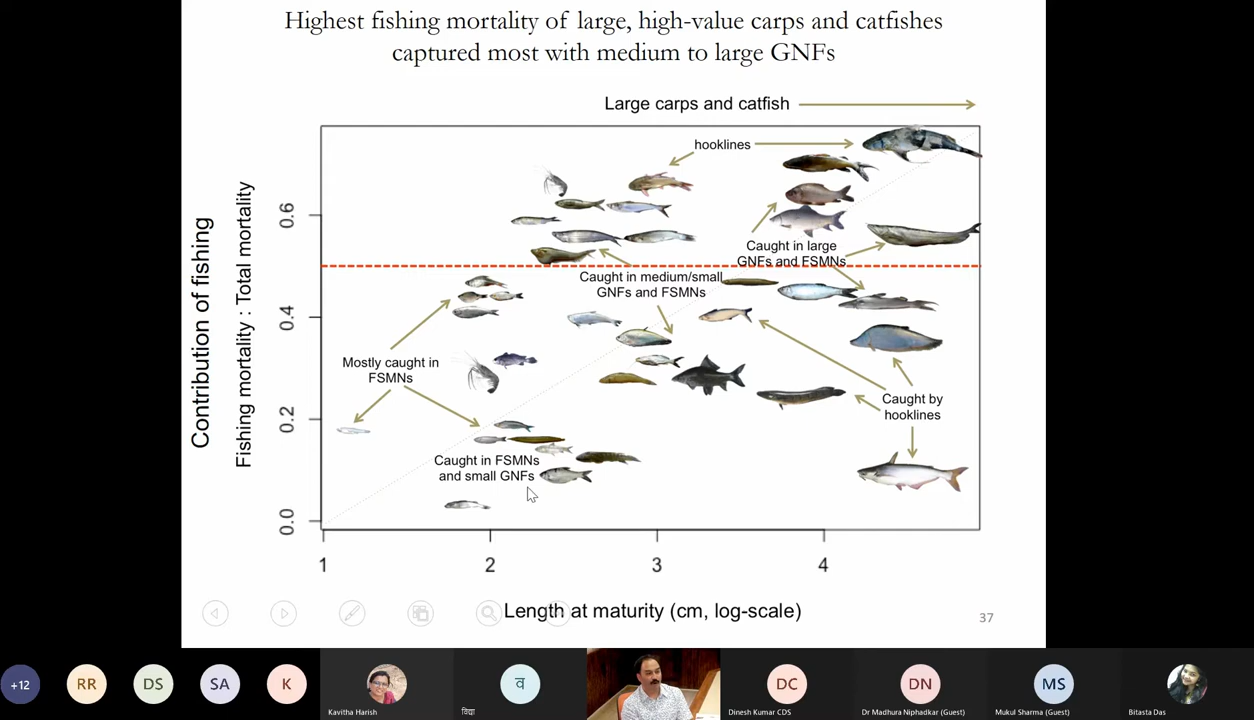 Highest fishing mortality of large, high-value carps and catfishes
captured most with medium to large GNFs
Large carps and catfish
hooklines
Contribution of fishing
Fishing mortality : Total mortality
0.6
0.4
0.2
0.0
Caught in large
GNFs and FSMNs
Caught in medium/small
GNFs and FSMNs
Mostly caught in
FSMNs
Caught by
hooklines
Caught in FSMNs
and small GNFs
1
2
3
4
Length at maturity (cm, log-scale)
37
+12
RR
DS
SA
K
Kavitha Harish
व
विद्या
DC
Dinesh Kumar CDS
DN
Dr Madhura Niphadkar (Guest)
MS
Mukul Sharma (Guest)
Bitasta Das